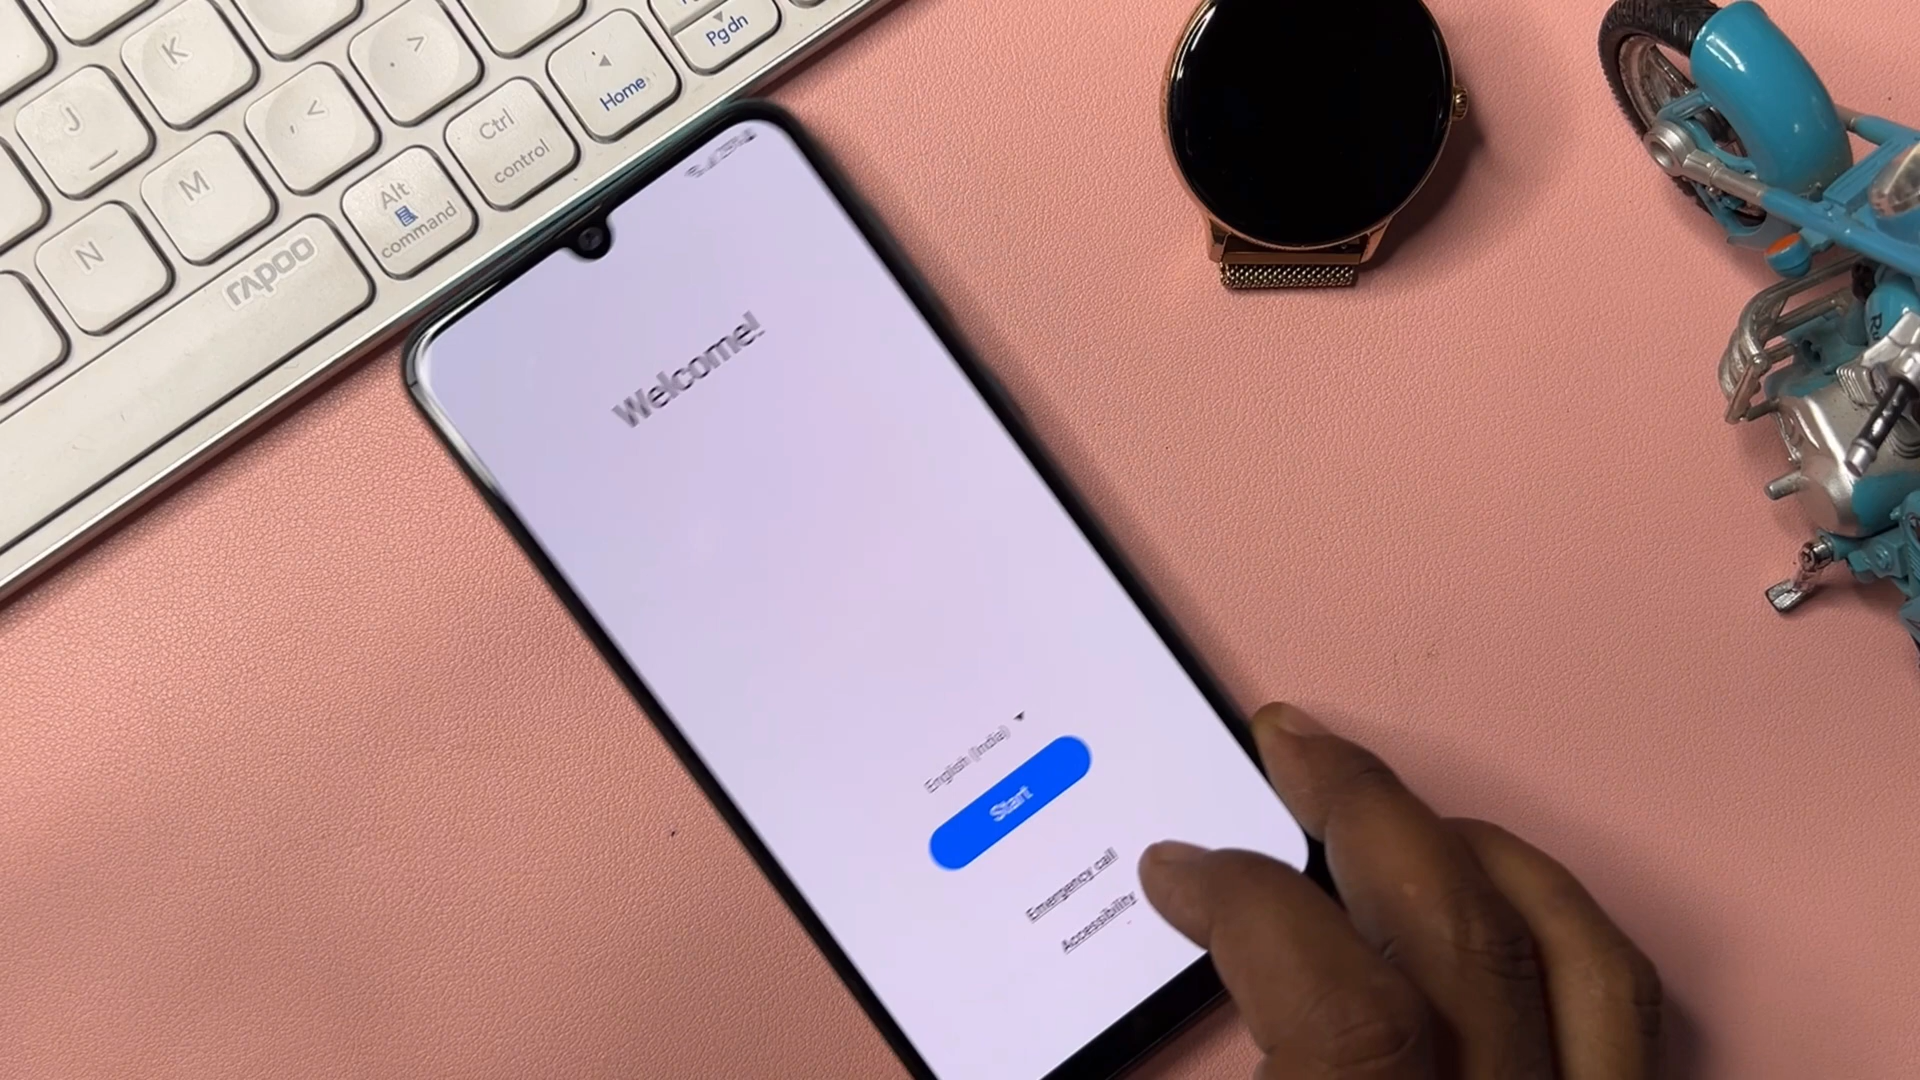 K
>
Pgdn
Home
J
, <
Ctrl
control
M
Alt
command
N
rapoo
Welcome!
English (India)
Start
Emergency call
Accessibility